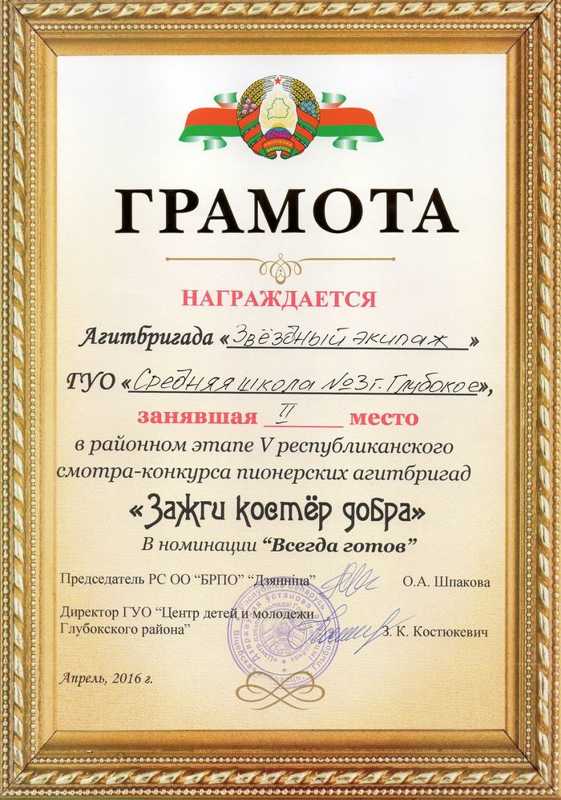 ГРАМОТА
НАГРАЖДАЕТСЯ
Агитбригада «Звёздный экипаж»
ГУО «Средняя школа №3 г. Глубокое»,
занявшая II место
в районном этапе V республиканского
смотра-конкурса пионерских агитбригад
«Зажги костёр добра»
В номинации “Всегда готов”
Председатель РС ОО “БРПО” “Дзянніца” О.А. Шпакова
Директор ГУО “Центр детей и молодежи
Глубокского района” З. К. Костюкевич
Апрель, 2016 г.